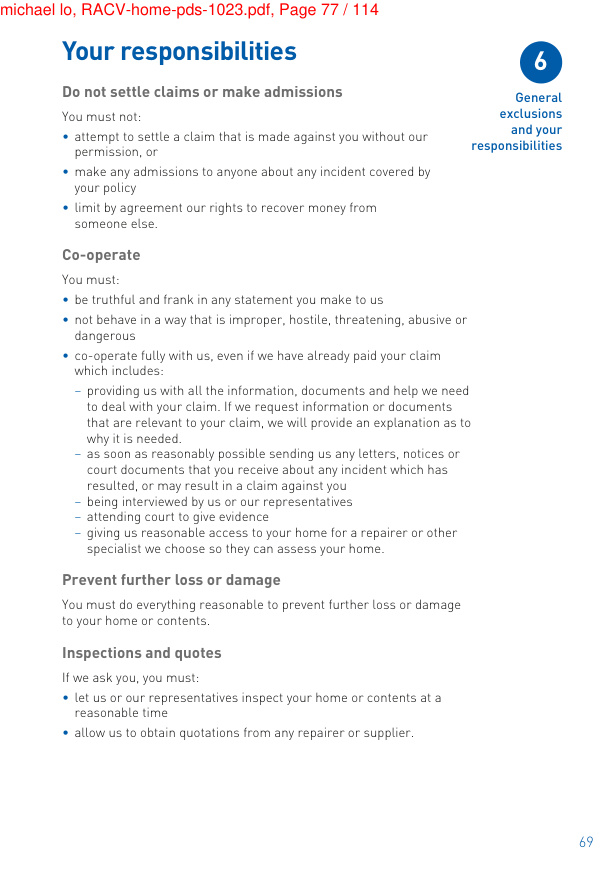 michael lo, RACV-home-pds-1023.pdf, Page 77 / 114
Your responsibilities
6
General
exclusions
and your
responsibilities
Do not settle claims or make admissions
You must not:
• attempt to settle a claim that is made against you without our
permission, or
• make any admissions to anyone about any incident covered by
your policy
• limit by agreement our rights to recover money from
someone else.
Co-operate
You must:
• be truthful and frank in any statement you make to us
• not behave in a way that is improper, hostile, threatening, abusive or
dangerous
• co-operate fully with us, even if we have already paid your claim
which includes:
– providing us with all the information, documents and help we need
to deal with your claim. If we request information or documents
that are relevant to your claim, we will provide an explanation as to
why it is needed.
– as soon as reasonably possible sending us any letters, notices or
court documents that you receive about any incident which has
resulted, or may result in a claim against you
– being interviewed by us or our representatives
– attending court to give evidence
– giving us reasonable access to your home for a repairer or other
specialist we choose so they can assess your home.
Prevent further loss or damage
You must do everything reasonable to prevent further loss or damage
to your home or contents.
Inspections and quotes
If we ask you, you must:
• let us or our representatives inspect your home or contents at a
reasonable time
• allow us to obtain quotations from any repairer or supplier.
69